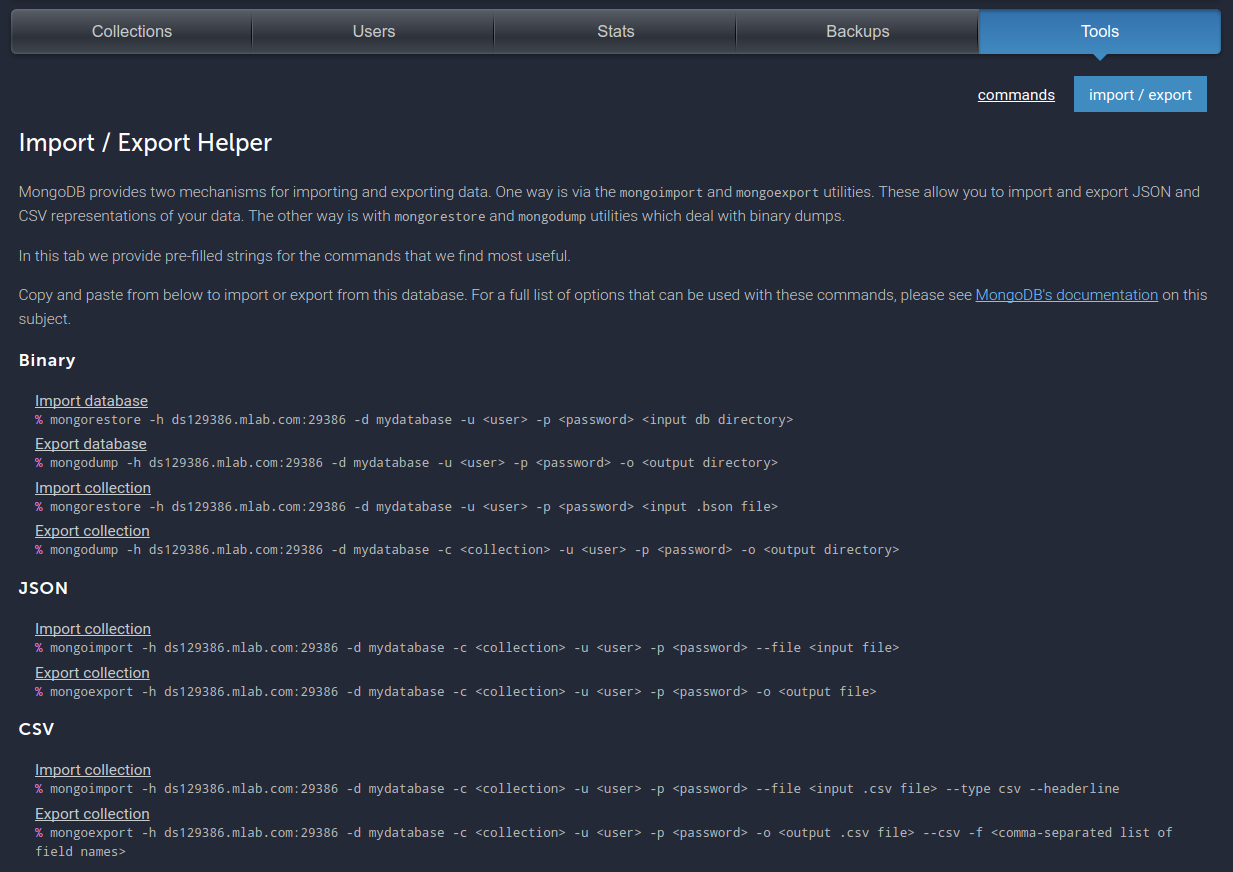 Collections Users Stats Backups Tools
commands import / export
Import / Export Helper
MongoDB provides two mechanisms for importing and exporting data. One way is via the mongoimport and mongoexport utilities. These allow you to import and export JSON and
CSV representations of your data. The other way is with mongorestore and mongodump utilities which deal with binary dumps.
In this tab we provide pre-filled strings for the commands that we find most useful.
Copy and paste from below to import or export from this database. For a full list of options that can be used with these commands, please see MongoDB's documentation on this
subject.
Binary
Import database
% mongorestore -h ds129386.mlab.com:29386 -d mydatabase -u <user> -p <password> <input db directory>
Export database
% mongodump -h ds129386.mlab.com:29386 -d mydatabase -u <user> -p <password> -o <output directory>
Import collection
% mongorestore -h ds129386.mlab.com:29386 -d mydatabase -u <user> -p <password> <input .bson file>
Export collection
% mongodump -h ds129386.mlab.com:29386 -d mydatabase -c <collection> -u <user> -p <password> -o <output directory>
JSON
Import collection
% mongoimport -h ds129386.mlab.com:29386 -d mydatabase -c <collection> -u <user> -p <password> --file <input file>
Export collection
% mongoexport -h ds129386.mlab.com:29386 -d mydatabase -c <collection> -u <user> -p <password> -o <output file>
CSV
Import collection
% mongoimport -h ds129386.mlab.com:29386 -d mydatabase -c <collection> -u <user> -p <password> --file <input .csv file> --type csv --headerline
Export collection
% mongoexport -h ds129386.mlab.com:29386 -d mydatabase -c <collection> -u <user> -p <password> -o <output .csv file> --csv -f <comma-separated list of
field names>